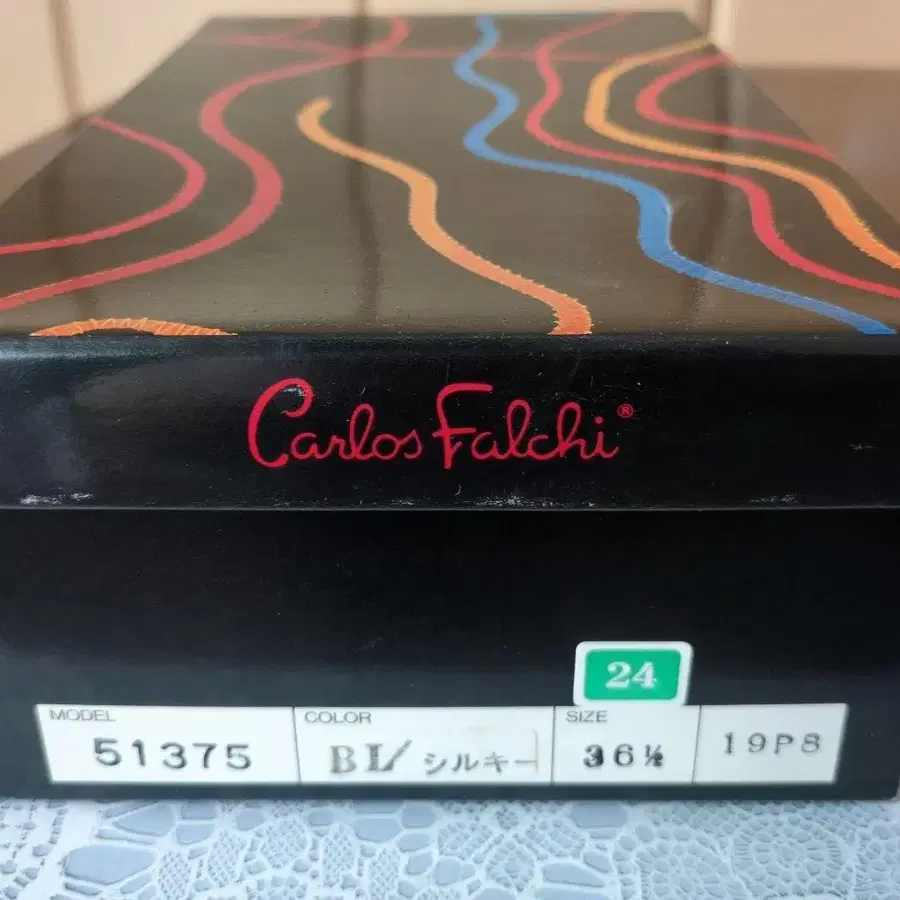 Carlos Falchi®
24
MODEL COLOR SIZE
51375 BL/シルキー 36½ 19P8